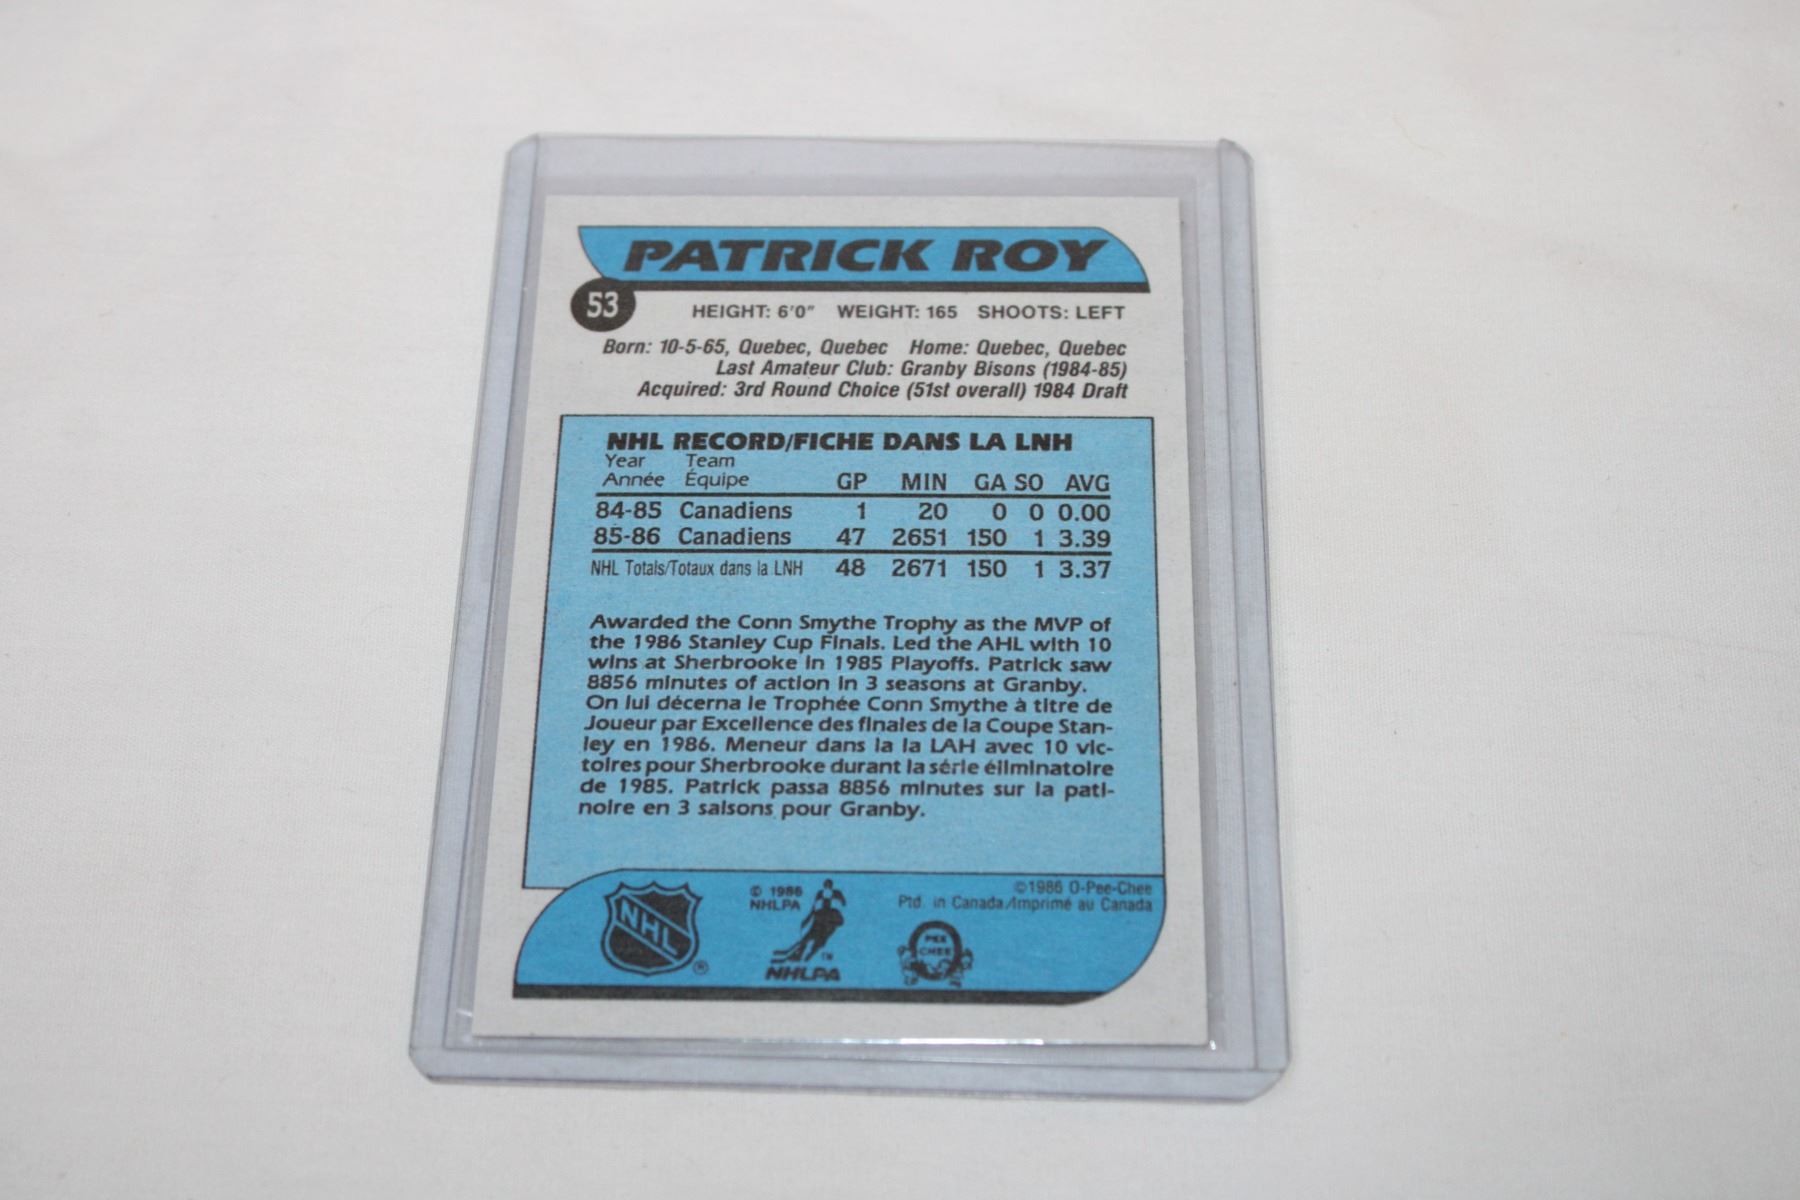 PATRICK ROY
53
HEIGHT: 6'0" WEIGHT: 165 SHOOTS: LEFT
Born: 10-5-65, Quebec, Quebec Home: Quebec, Quebec
Last Amateur Club: Granby Bisons (1984-85)
Acquired: 3rd Round Choice (51st overall) 1984 Draft
NHL RECORD/FICHE DANS LA LNH
Year Team
Année Équipe GP MIN GA SO AVG
84-85 Canadiens 1 20 0 0 0.00
85-86 Canadiens 47 2651 150 1 3.39
NHL Totals/Totaux dans la LNH 48 2671 150 1 3.37
Awarded the Conn Smythe Trophy as the MVP of
the 1986 Stanley Cup Finals. Led the AHL with 10
wins at Sherbrooke in 1985 Playoffs. Patrick saw
8856 minutes of action in 3 seasons at Granby.
On lui décerna le Trophée Conn Smythe à titre de
Joueur par Excellence des finales de la Coupe Stan-
ley en 1986. Meneur dans la la LAH avec 10 vic-
toires pour Sherbrooke durant la série éliminatoire
de 1985. Patrick passa 8856 minutes sur la pati-
noire en 3 saisons pour Granby.
©1986 O-Pee-Chee
Ptd. in Canada/Imprimé au Canada
© 1986
NHLPA
NHL
®
TM
NHLPA
PEE
CHEE